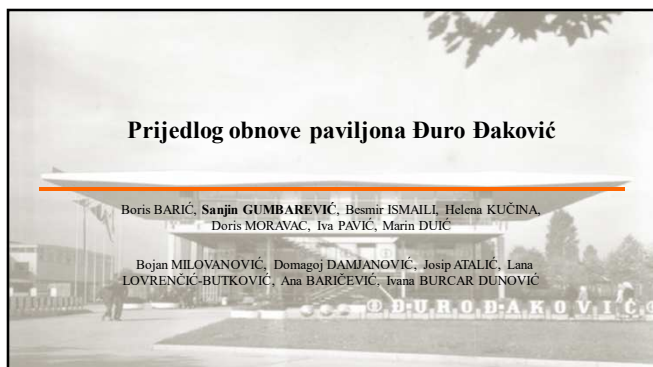 Prijedlog obnove paviljona Đuro Đaković
Boris BARIĆ, Sanjin GUMBAREVIĆ, Besmir ISMAILI, Helena KUČINA,
Doris MORAVAC, Iva PAVIĆ, Marin DUIĆ
Bojan MILOVANOVIĆ, Domagoj DAMJANOVIĆ, Josip ATALIĆ, Lana
LOVRENČIĆ-BUTKOVIĆ, Ana BARIČEVIĆ, Ivana BURCAR DUNOVIĆ
ĐURO ĐAKOVIĆ